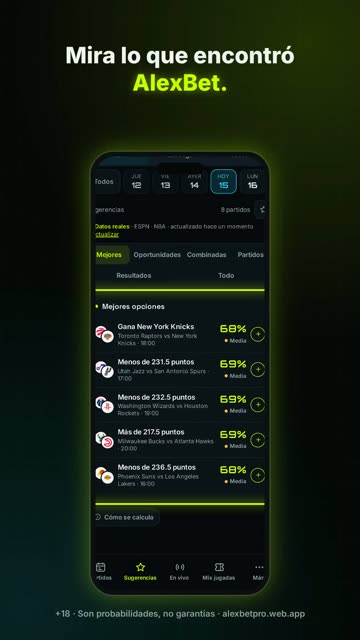 Mira lo que encontró
AlexBet.
Todos
JUE
12
VIE
13
AYER
14
HOY
15
LUN
16
gerencias
8 partidos
Datos reales · ESPN · NBA · actualizado hace un momento
ctualizar
Mejores
Oportunidades
Combinadas
Partidos
Resultados
Todo
Mejores opciones
Gana New York Knicks
Toronto Raptors vs New York
Knicks · 18:00
68%
Media
+
Menos de 231.5 puntos
Utah Jazz vs San Antonio Spurs ·
17:00
69%
Media
+
Menos de 232.5 puntos
Washington Wizards vs Houston
Rockets · 19:00
69%
Media
+
Más de 217.5 puntos
Milwaukee Bucks vs Atlanta Hawks
· 20:00
69%
Media
+
Menos de 236.5 puntos
Phoenix Suns vs Los Angeles
Lakers · 16:00
68%
Media
+
Cómo se calcula
rtidos
Sugerencias
En vivo
Mis jugadas
Már
+18 · Son probabilidades, no garantías · alexbetpro.web.app